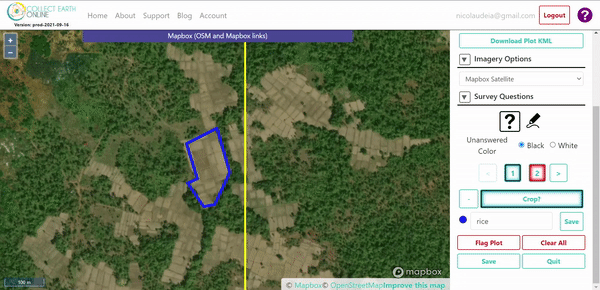 COLLECT EARTH
ONLINE
Version: prod-2021-09-16
Home About Support Blog Account
nicolaudeia@gmail.com
Logout
?
Mapbox (OSM and Mapbox links)
+
−
Download Plot KML
Imagery Options
Mapbox Satellite
Survey Questions
?
Unanswered
Color
Black
White
< 1 2 >
- Crop?
rice
Save
Flag Plot
Clear All
Save
Quit
100 m
mapbox
© Mapbox© OpenStreetMapImprove this map